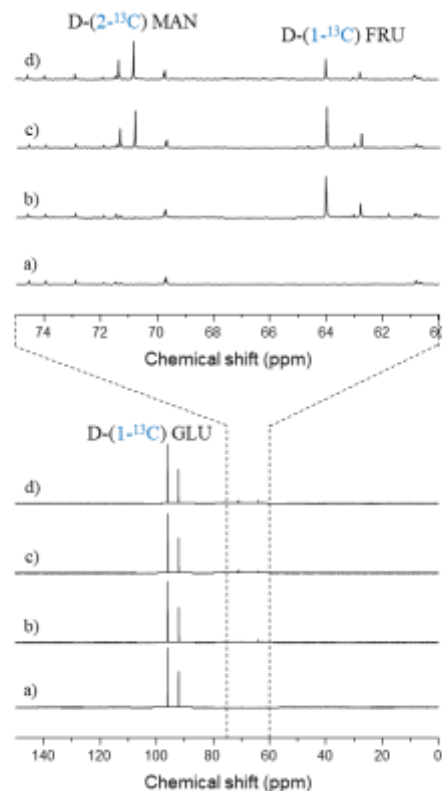 D-(2-¹³C) MAN D-(1-¹³C) FRU
d)
c)
b)
a)
74 72 70 68 66 64 62 60
Chemical shift (ppm)
D-(1-¹³C) GLU
d)
c)
b)
a)
140 120 100 80 60 40 20 0
Chemical shift (ppm)